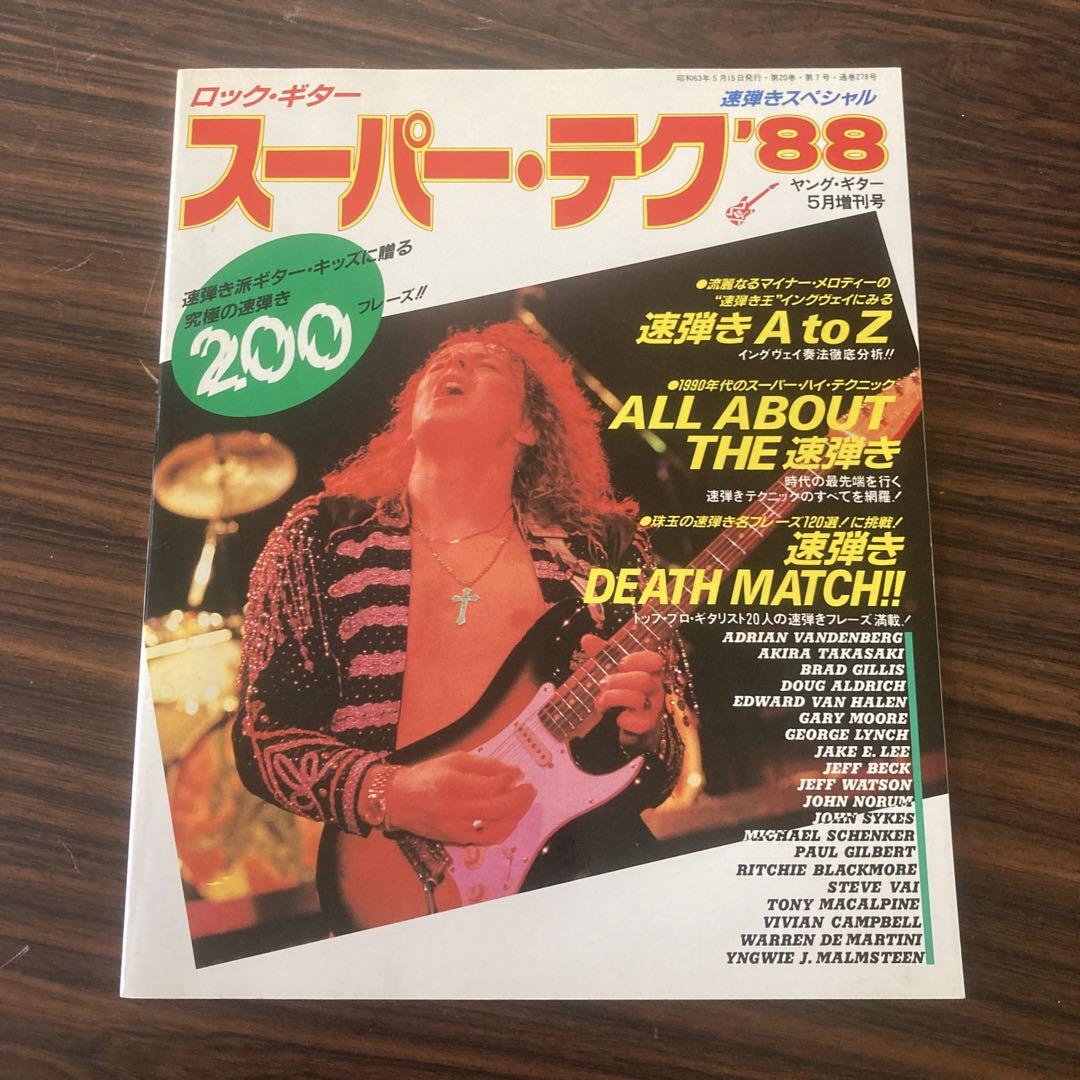 昭和63年5月15日発行・第20巻・第7号・通巻278号
ロック・ギター
速弾きスペシャル
スーパー・テク'88
ヤング・ギター
5月増刊号
速弾き派ギター・キッズに贈る
究極の速弾き
200フレーズ!!
●流麗なるマイナー・メロディーの
“速弾き王”イングヴェイにみる
速弾きA to Z
イングヴェイ奏法徹底分析!!
●1990年代のスーパー・ハイ・テクニック
ALL ABOUT
THE 速弾き
時代の最先端を行く
速弾きテクニックのすべてを網羅!
●珠玉の速弾き名フレーズ120選!に挑戦!
速弾き
DEATH MATCH!!
トップ・プロ・ギタリスト20人の速弾きフレーズ満載!
ADRIAN VANDENBERG
AKIRA TAKASAKI
BRAD GILLIS
DOUG ALDRICH
EDWARD VAN HALEN
GARY MOORE
GEORGE LYNCH
JAKE E. LEE
JEFF BECK
JEFF WATSON
JOHN NORUM
JOHN SYKES
MICHAEL SCHENKER
PAUL GILBERT
RITCHIE BLACKMORE
STEVE VAI
TONY MACALPINE
VIVIAN CAMPBELL
WARREN DE MARTINI
YNGWIE J. MALMSTEEN